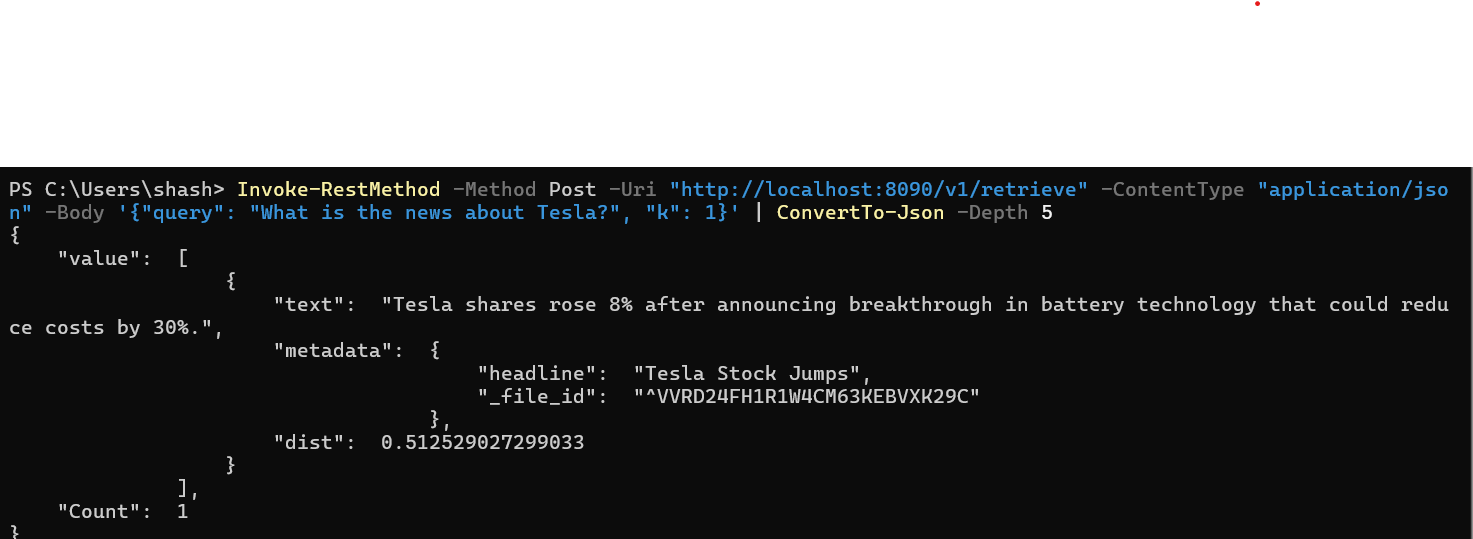 PS C:\Users\shash> Invoke-RestMethod -Method Post -Uri "http://localhost:8090/v1/retrieve" -ContentType "application/jso
n" -Body '{"query": "What is the news about Tesla?", "k": 1}' | ConvertTo-Json -Depth 5
{
    "value":  [
                  {
                      "text":  "Tesla shares rose 8% after announcing breakthrough in battery technology that could redu
ce costs by 30%.",
                      "metadata":  {
                                       "headline":  "Tesla Stock Jumps",
                                       "_file_id":  "^VVRD24FH1R1W4CM63KEBVXK29C"
                                   },
                      "dist":  0.512529027299033
                  }
              ],
    "Count":  1
}